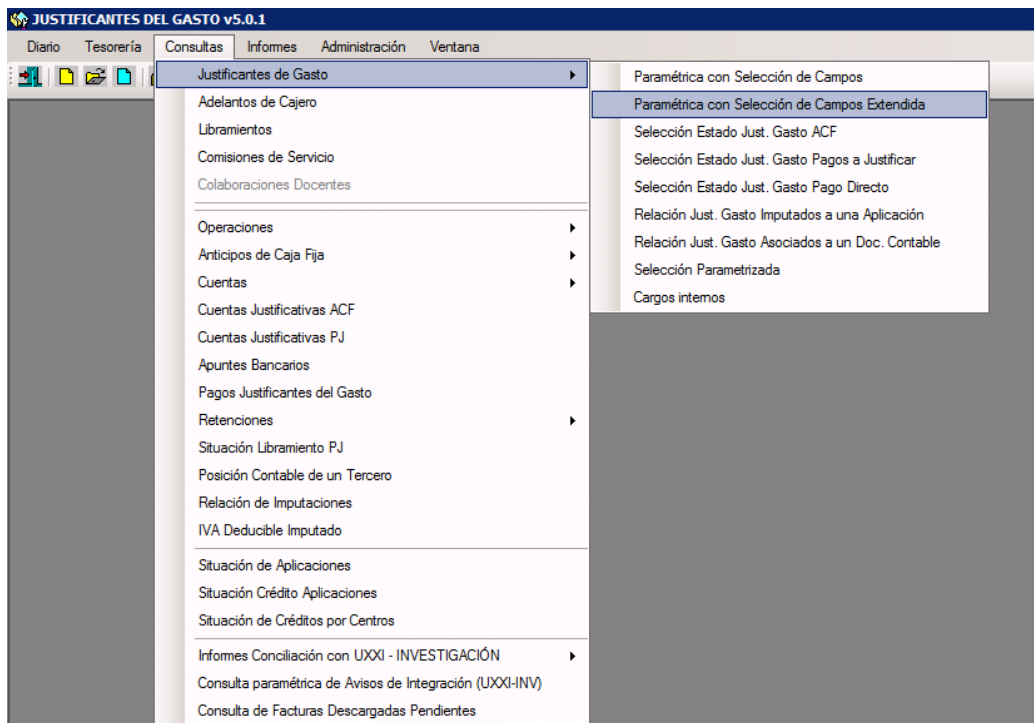 JUSTIFICANTES DEL GASTO v5.0.1
Diario Tesorería Consultas Informes Administración Ventana
Justificantes de Gasto
Adelantos de Cajero
Libramientos
Comisiones de Servicio
Colaboraciones Docentes
Operaciones
Anticipos de Caja Fija
Cuentas
Cuentas Justificativas ACF
Cuentas Justificativas PJ
Apuntes Bancarios
Pagos Justificantes del Gasto
Retenciones
Situación Libramiento PJ
Posición Contable de un Tercero
Relación de Imputaciones
IVA Deducible Imputado
Situación de Aplicaciones
Situación Crédito Aplicaciones
Situación de Créditos por Centros
Informes Conciliación con UXXI - INVESTIGACIÓN
Consulta paramétrica de Avisos de Integración (UXXI-INV)
Consulta de Facturas Descargadas Pendientes
Paramétrica con Selección de Campos
Paramétrica con Selección de Campos Extendida
Selección Estado Just. Gasto ACF
Selección Estado Just. Gasto Pagos a Justificar
Selección Estado Just. Gasto Pago Directo
Relación Just. Gasto Imputados a una Aplicación
Relación Just. Gasto Asociados a un Doc. Contable
Selección Parametrizada
Cargos internos